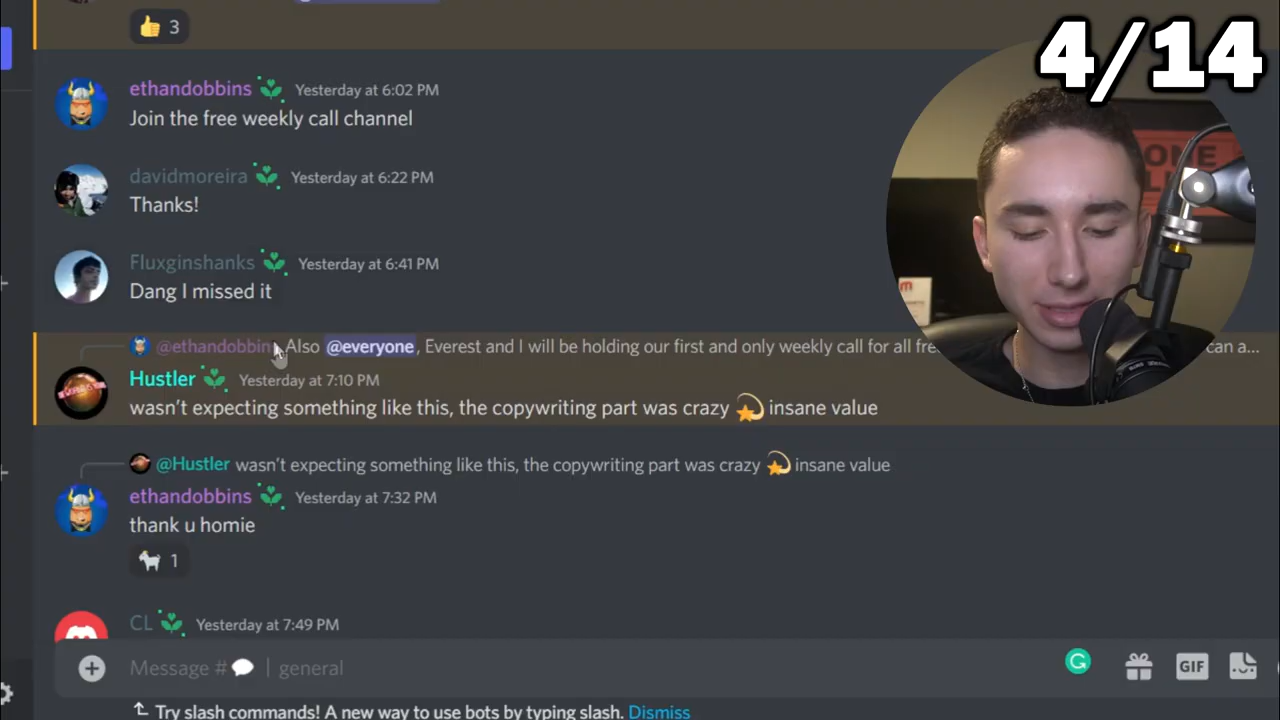 4/14
3
ethandobbins Yesterday at 6:02 PM
Join the free weekly call channel
davidmoreira Yesterday at 6:22 PM
Thanks!
Fluxginshanks Yesterday at 6:41 PM
Dang I missed it
@ethandobbin Also @everyone, Everest and I will be holding our first and only weekly call for all fre can a...
Hustler Yesterday at 7:10 PM
wasn't expecting something like this, the copywriting part was crazy 💫 insane value
@Hustler wasn't expecting something like this, the copywriting part was crazy 💫 insane value
ethandobbins Yesterday at 7:32 PM
thank u homie
1
CL Yesterday at 7:49 PM
Message #💬 | general
GIF
Try slash commands! A new way to use bots by typing slash. Dismiss